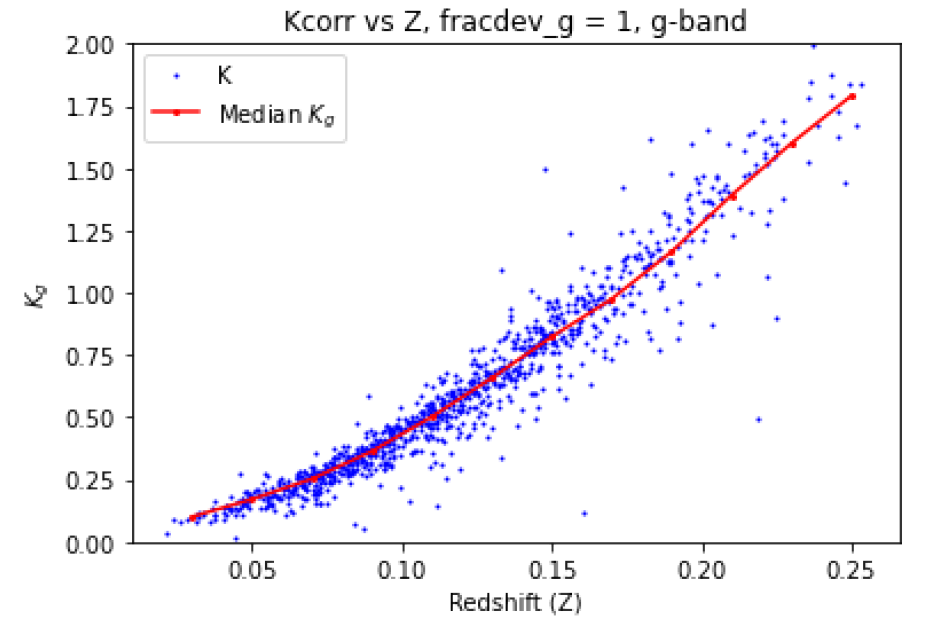 Kcorr vs Z, fracdev_g = 1, g-band
2.00
K
Median K_g
1.75
1.50
1.25
1.00
K_g
0.75
0.50
0.25
0.00
0.05 0.10 0.15 0.20 0.25
Redshift (Z)